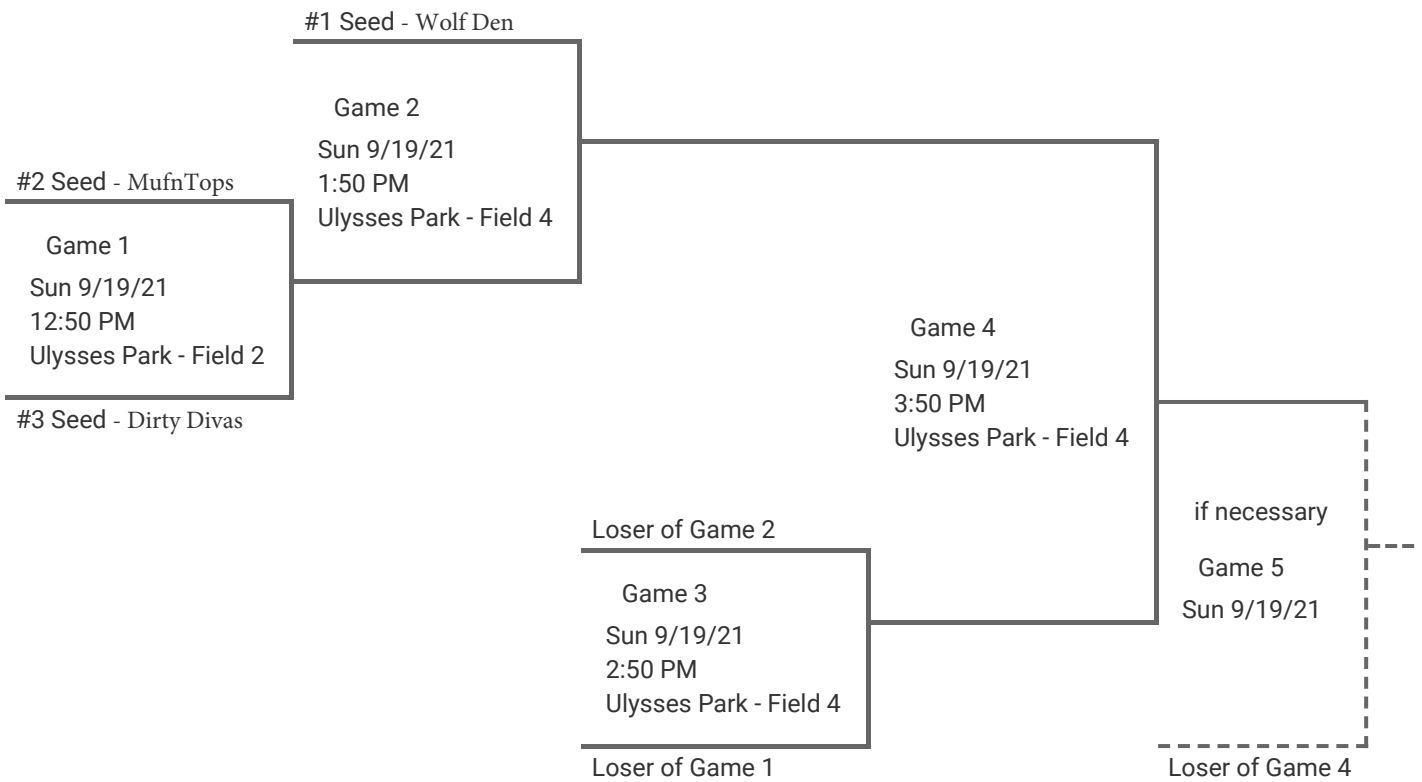 #1 Seed - Wolf Den
Game 2
Sun 9/19/21
1:50 PM
Ulysses Park - Field 4
#2 Seed - MufnTops
Game 1
Sun 9/19/21
12:50 PM
Ulysses Park - Field 2
#3 Seed - Dirty Divas
Game 4
Sun 9/19/21
3:50 PM
Ulysses Park - Field 4
Loser of Game 2
Game 3
Sun 9/19/21
2:50 PM
Ulysses Park - Field 4
Loser of Game 1
if necessary
Game 5
Sun 9/19/21
Loser of Game 4